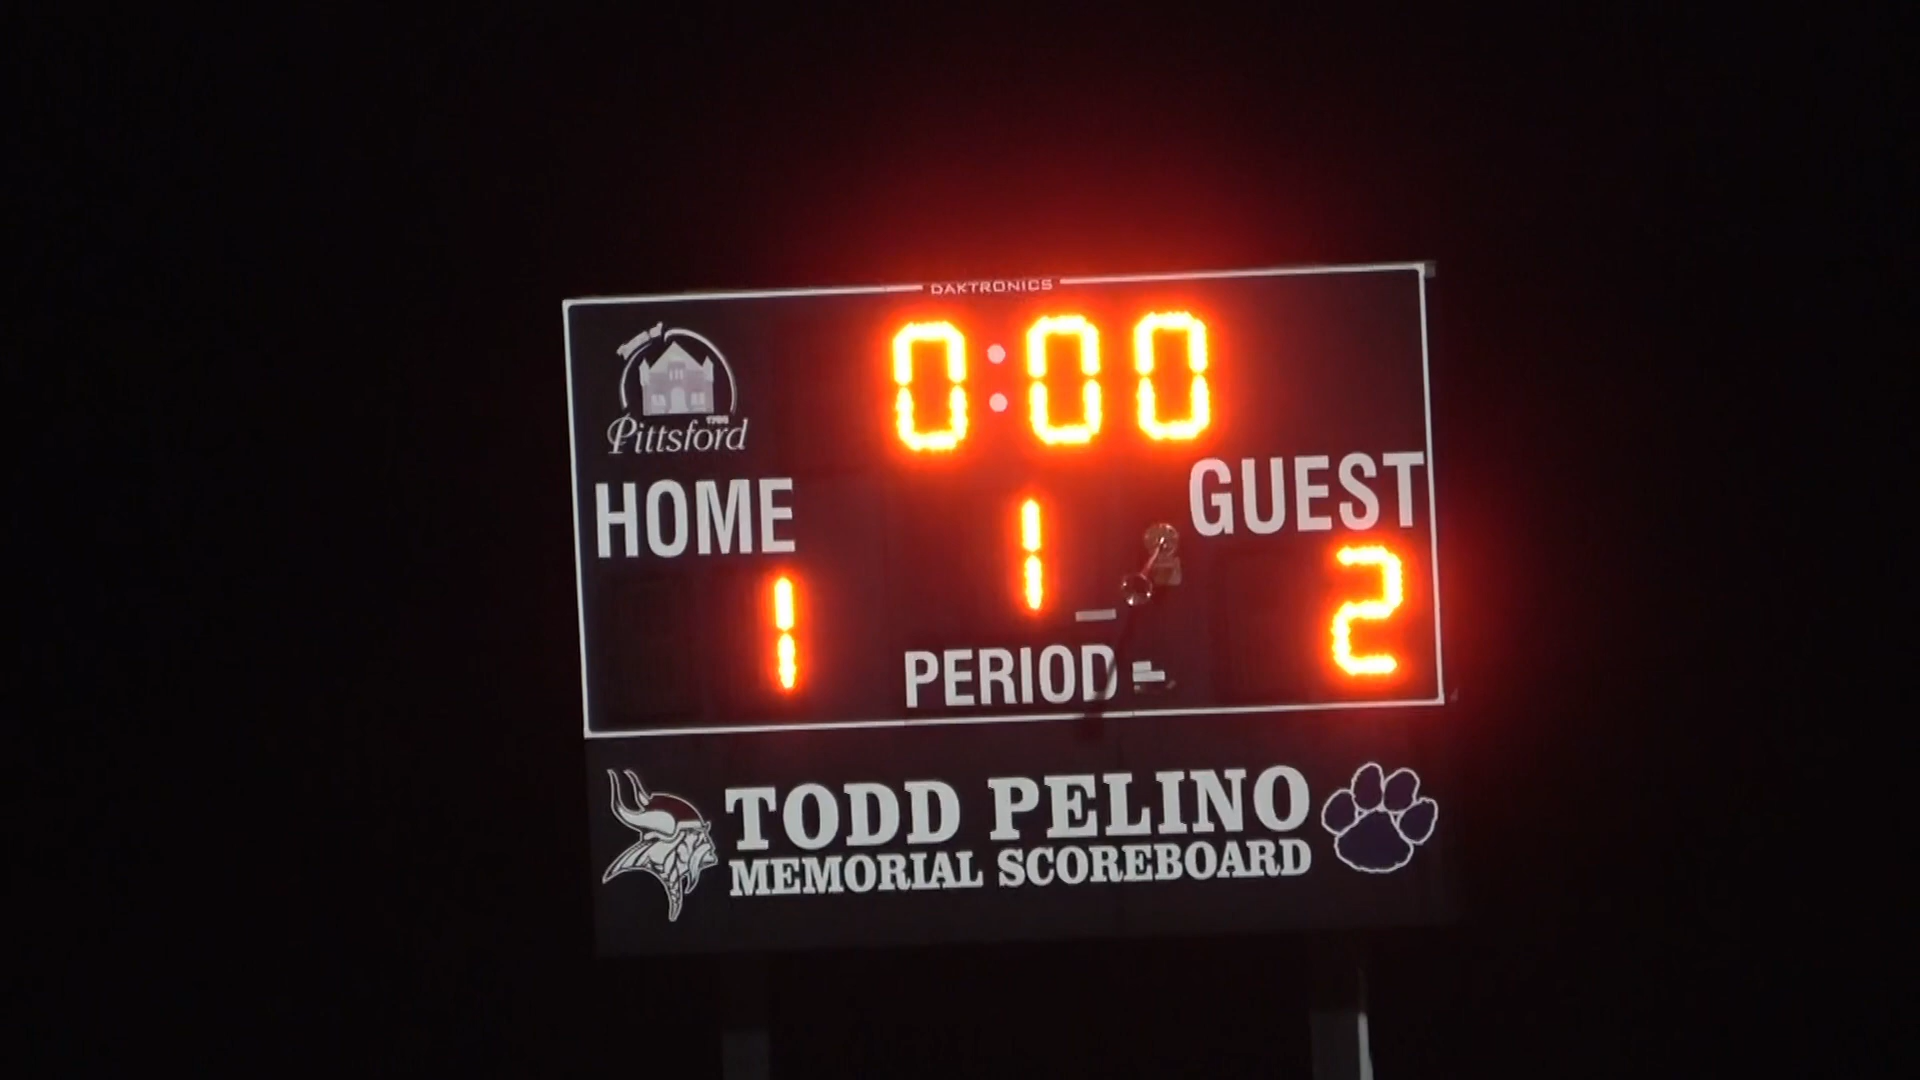 DAKTRONICS
0:00
Pittsford
HOME
GUEST
1
1
2
PERIOD
TODD PELINO
MEMORIAL SCOREBOARD